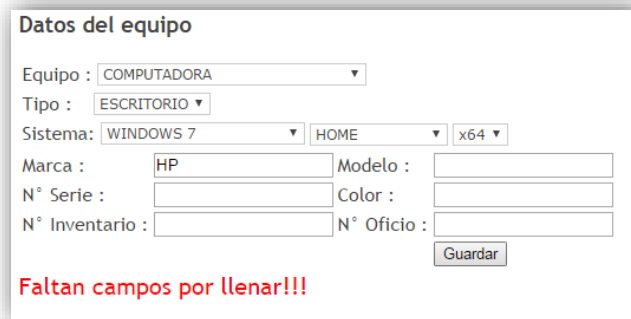 Datos del equipo
Equipo : COMPUTADORA
Tipo : ESCRITORIO
Sistema: WINDOWS 7 HOME x64
Marca : HP Modelo :
N° Serie : Color :
N° Inventario : N° Oficio :
Guardar
Faltan campos por llenar!!!